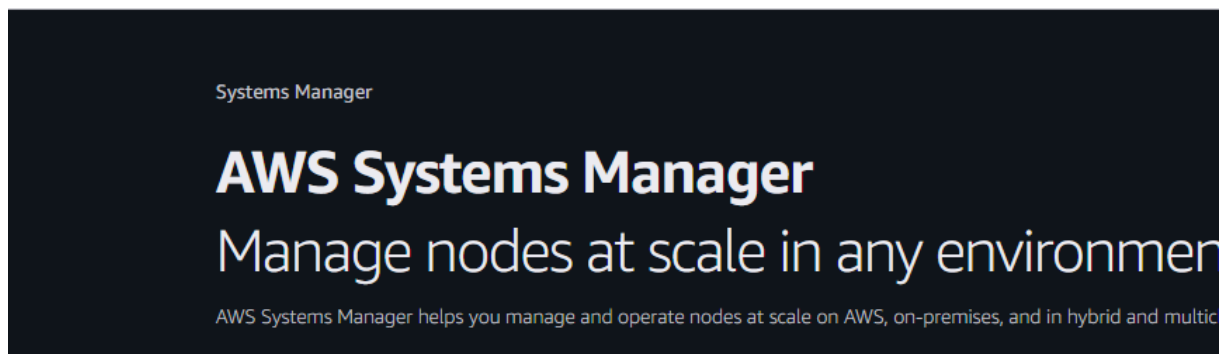 Systems Manager
AWS Systems Manager
Manage nodes at scale in any environmen
AWS Systems Manager helps you manage and operate nodes at scale on AWS, on-premises, and in hybrid and multic